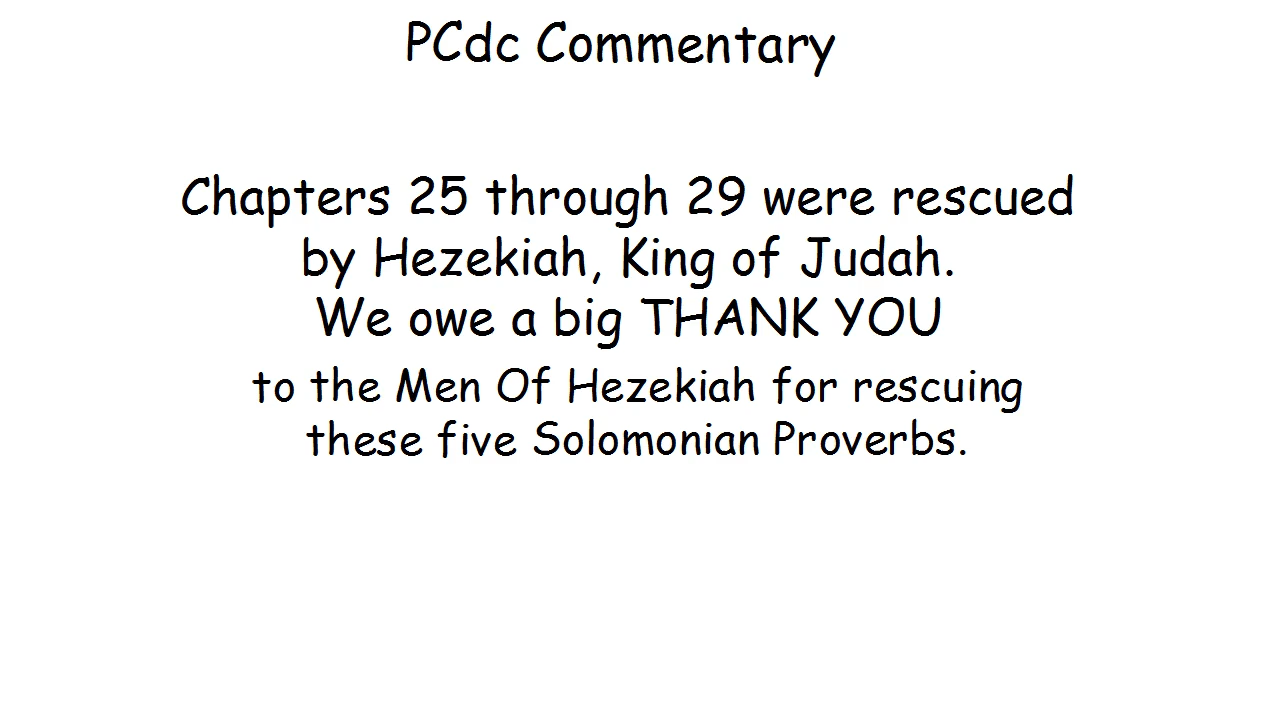 PCdc Commentary
Chapters 25 through 29 were rescued
by Hezekiah, King of Judah.
We owe a big THANK YOU
to the Men Of Hezekiah for rescuing
these five Solomonian Proverbs.